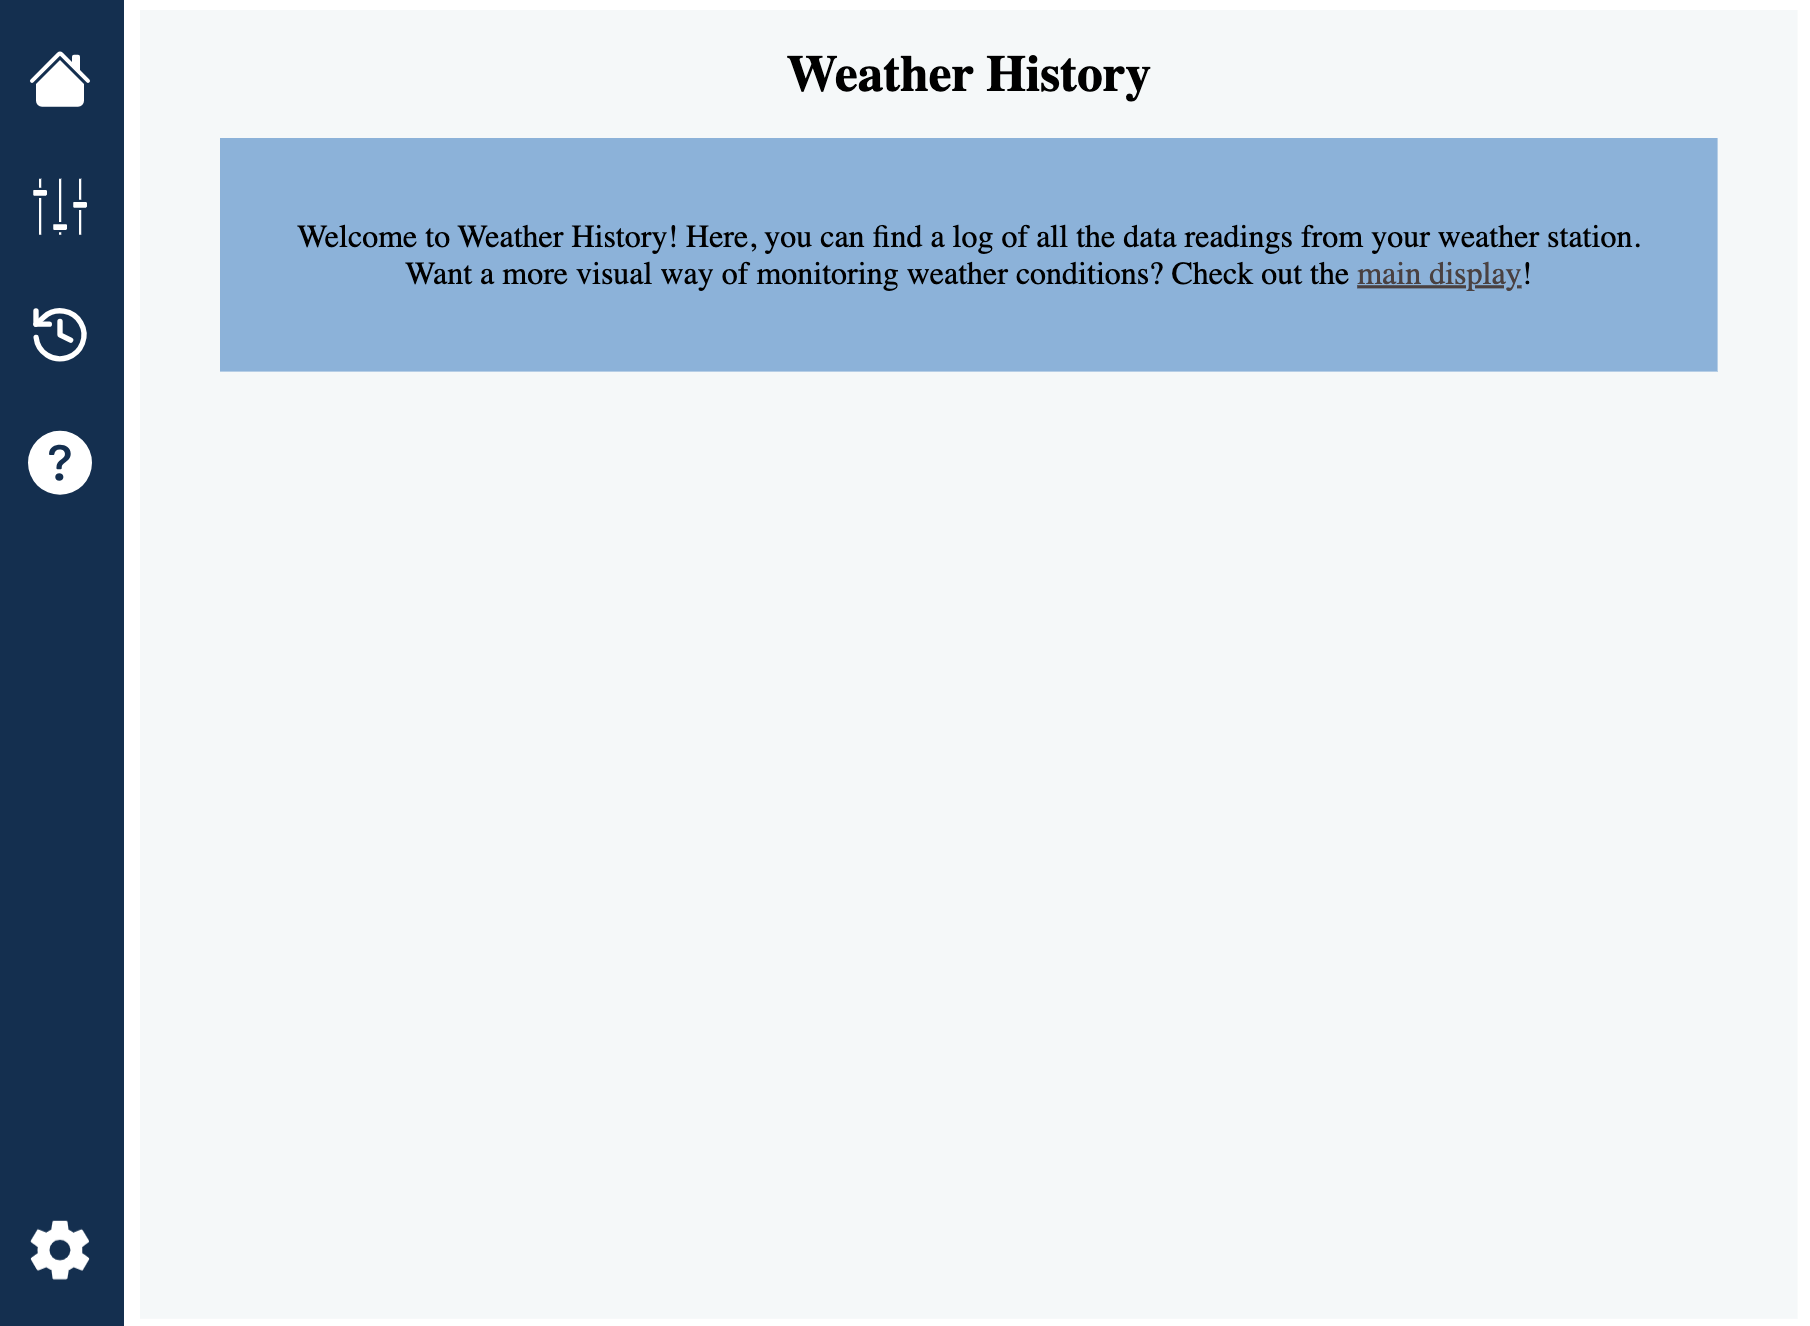 Weather History
Welcome to Weather History! Here, you can find a log of all the data readings from your weather station.
Want a more visual way of monitoring weather conditions? Check out the main display!
?